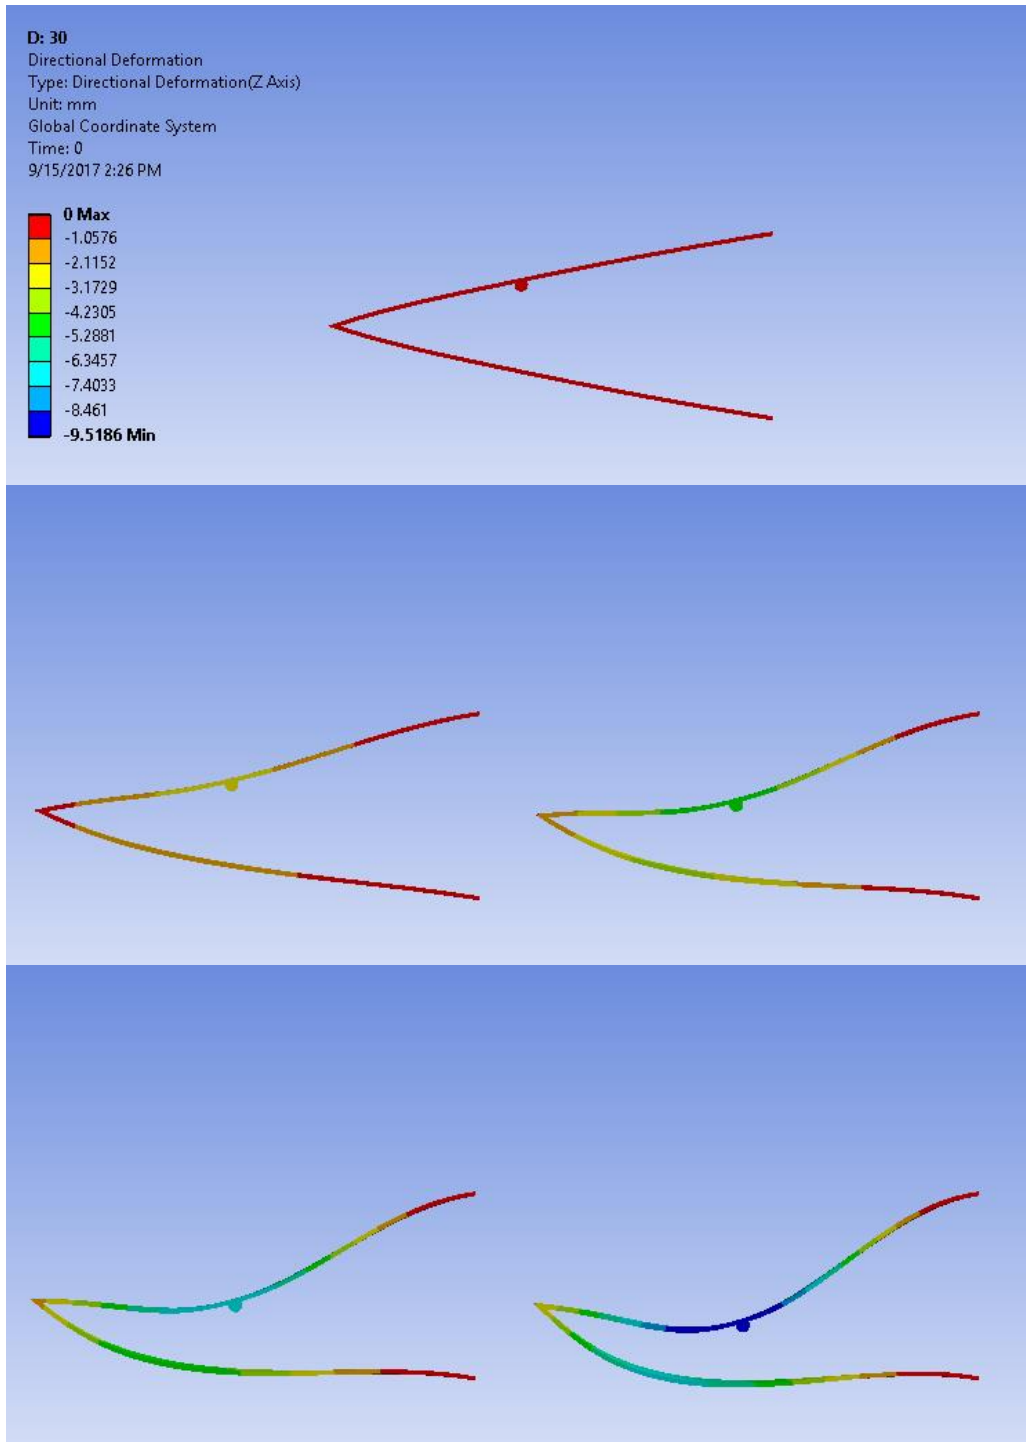 D: 30
Directional Deformation
Type: Directional Deformation(Z Axis)
Unit: mm
Global Coordinate System
Time: 0
9/15/2017 2:26 PM
0 Max
-1.0576
-2.1152
-3.1729
-4.2305
-5.2881
-6.3457
-7.4033
-8.461
-9.5186 Min